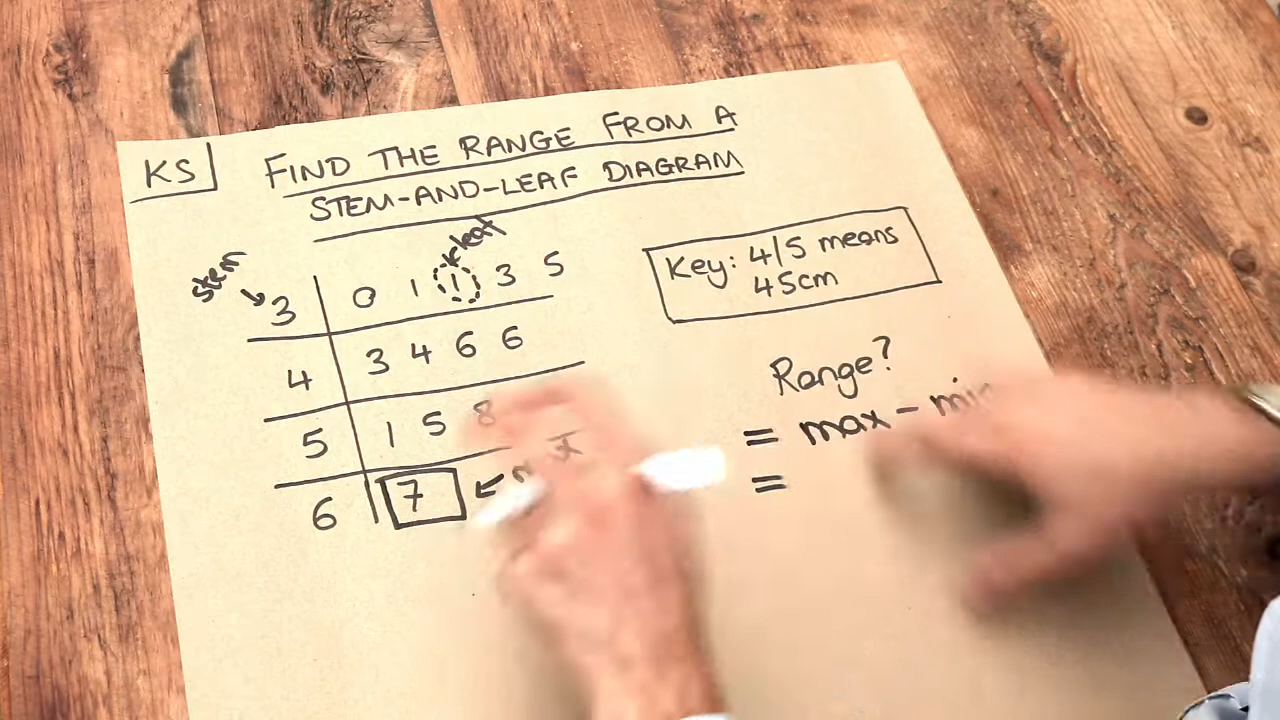 KS
FIND THE RANGE FROM A
STEM-AND-LEAF DIAGRAM
stem
leaf
3 0 1 1 3 5
4 3 4 6 6
5 1 5 8
6 7
Key: 4/5 means
45cm
Range?
= max - min
=